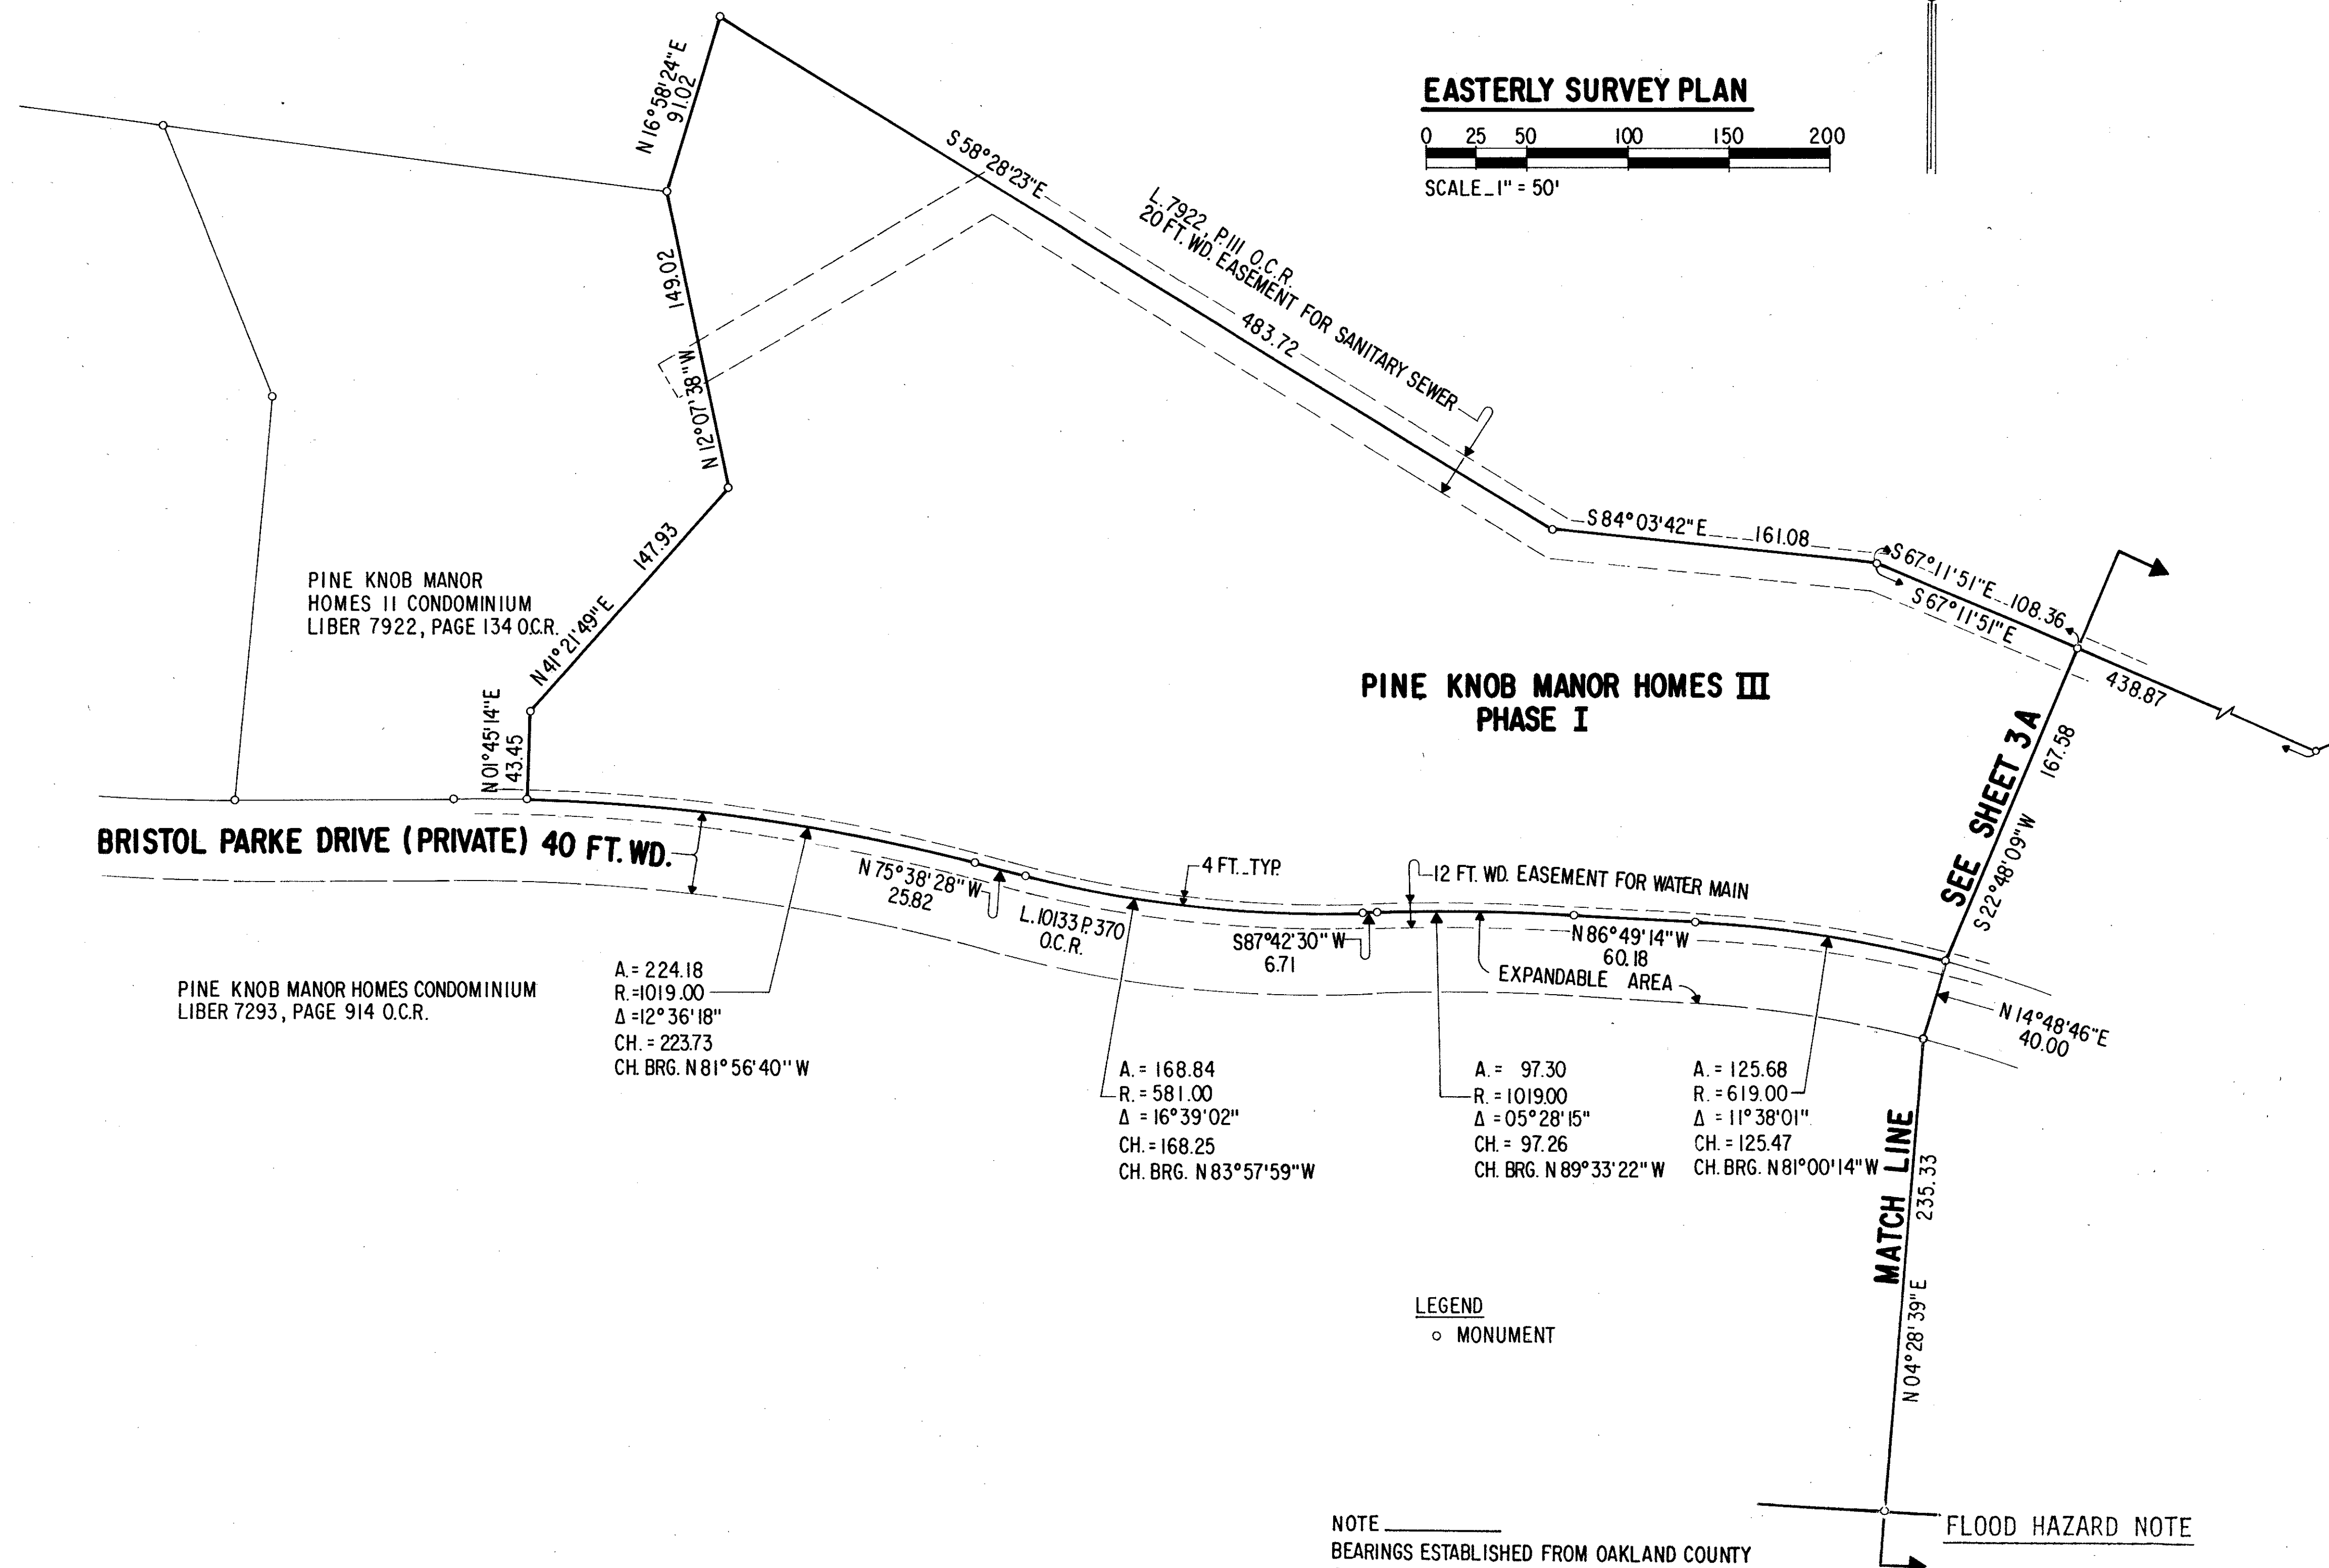 EASTERLY SURVEY PLAN
0 25 50 100 150 200
SCALE_1" = 50'
N 16°58'24"E
91.02
S 58°28'23"E
L. 7922, P.111 O.C.R.
20 FT. WD. EASEMENT FOR SANITARY SEWER
483.72
149.02
N 12°07'38"W
S 84°03'42"E 161.08
S 67°11'51"E 108.36
S 67°11'51"E
438.87
147.93
N 41°21'49"E
PINE KNOB MANOR
HOMES II CONDOMINIUM
LIBER 7922, PAGE 134 O.C.R.
N 01°45'14"E
43.45
PINE KNOB MANOR HOMES III
PHASE I
SEE SHEET 3A
167.58
S 22°48'09"W
BRISTOL PARKE DRIVE (PRIVATE) 40 FT. WD.
N 75°38'28"W
25.82
4 FT. TYP.
12 FT. WD. EASEMENT FOR WATER MAIN
L. 10133 P. 370
O.C.R.
S87°42'30"W
6.71
N 86°49'14"W
60.18
EXPANDABLE AREA
N 14°48'46"E
40.00
PINE KNOB MANOR HOMES CONDOMINIUM
LIBER 7293, PAGE 914 O.C.R.
A. = 224.18
R. = 1019.00
Δ = 12°36'18"
CH. = 223.73
CH. BRG. N 81°56'40" W
A. = 168.84
R. = 581.00
Δ = 16°39'02"
CH. = 168.25
CH. BRG. N 83°57'59"W
A. = 97.30
R. = 1019.00
Δ = 05°28'15"
CH. = 97.26
CH. BRG. N 89°33'22" W
A. = 125.68
R. = 619.00
Δ = 11°38'01"
CH. = 125.47
CH. BRG. N 81°00'14"W
MATCH LINE
235.33
N 04°28'39"E
LEGEND
○ MONUMENT
NOTE
BEARINGS ESTABLISHED FROM OAKLAND COUNTY
FLOOD HAZARD NOTE